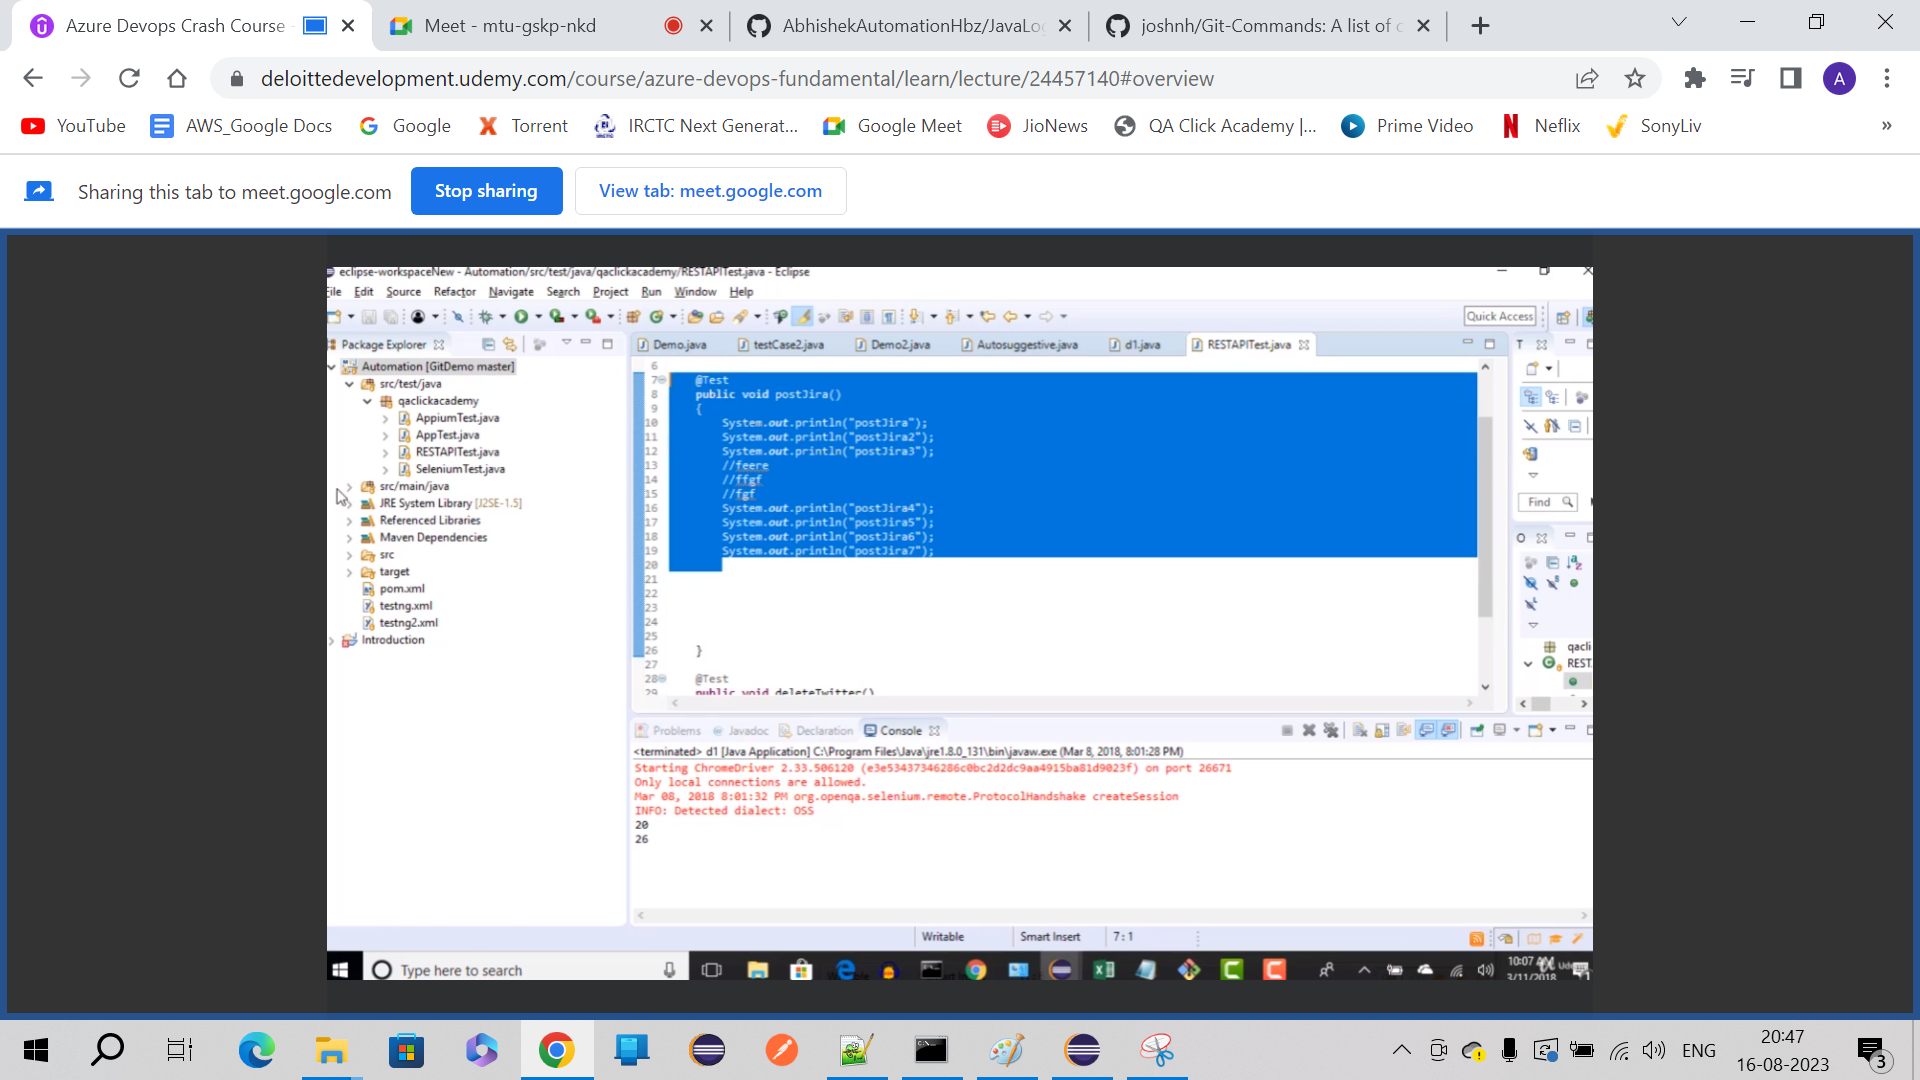 Azure Devops Crash Course
Meet - mtu-gskp-nkd
AbhishekAutomationHbz/JavaLo
joshnh/Git-Commands: A list of c
deloittedevelopment.udemy.com/course/azure-devops-fundamental/learn/lecture/24457140#overview
A
YouTube
AWS_Google Docs
Google
Torrent
IRCTC Next Generat...
Google Meet
JioNews
QA Click Academy |...
Prime Video
Neflix
SonyLiv
»
Sharing this tab to meet.google.com
Stop sharing
View tab: meet.google.com
eclipse-workspaceNew - Automation/src/test/java/qaclickacademy/RESTAPITest.java - Eclipse
File Edit Source Refactor Navigate Search Project Run Window Help
Quick Access
Package Explorer
Automation [GitDemo master]
src/test/java
qaclickacademy
AppiumTest.java
AppTest.java
RESTAPITest.java
SeleniumTest.java
src/main/java
JRE System Library [J2SE-1.5]
Referenced Libraries
Maven Dependencies
src
target
pom.xml
testng.xml
testng2.xml
Introduction
Demo.java
testCase2.java
Demo2.java
Autosuggestive.java
d1.java
RESTAPITest.java
6
7 @Test
8 public void postJira()
9 {
10 System.out.println("postJira");
11 System.out.println("postJira2");
12 System.out.println("postJira3");
13 //feere
14 //ffgf
15 //fgf
16 System.out.println("postJira4");
17 System.out.println("postJira5");
18 System.out.println("postJira6");
19 System.out.println("postJira7");
20
21
22
23
24
25
26 }
27
28 @Test
29 public void deleteTwitter()
T
Find
O
qacli
REST
Problems
Javadoc
Declaration
Console
<terminated> d1 [Java Application] C:\Program Files\Java\jre1.8.0_131\bin\javaw.exe (Mar 8, 2018, 8:01:28 PM)
Starting ChromeDriver 2.33.506120 (e3e53437346286c0bc2d2dc9aa4915ba81d9023f) on port 26671
Only local connections are allowed.
Mar 08, 2018 8:01:32 PM org.openqa.selenium.remote.ProtocolHandshake createSession
INFO: Detected dialect: OSS
20
26
Writable
Smart Insert
7 : 1
Type here to search
10:07 AM
3/11/2018
ENG
20:47
16-08-2023
3